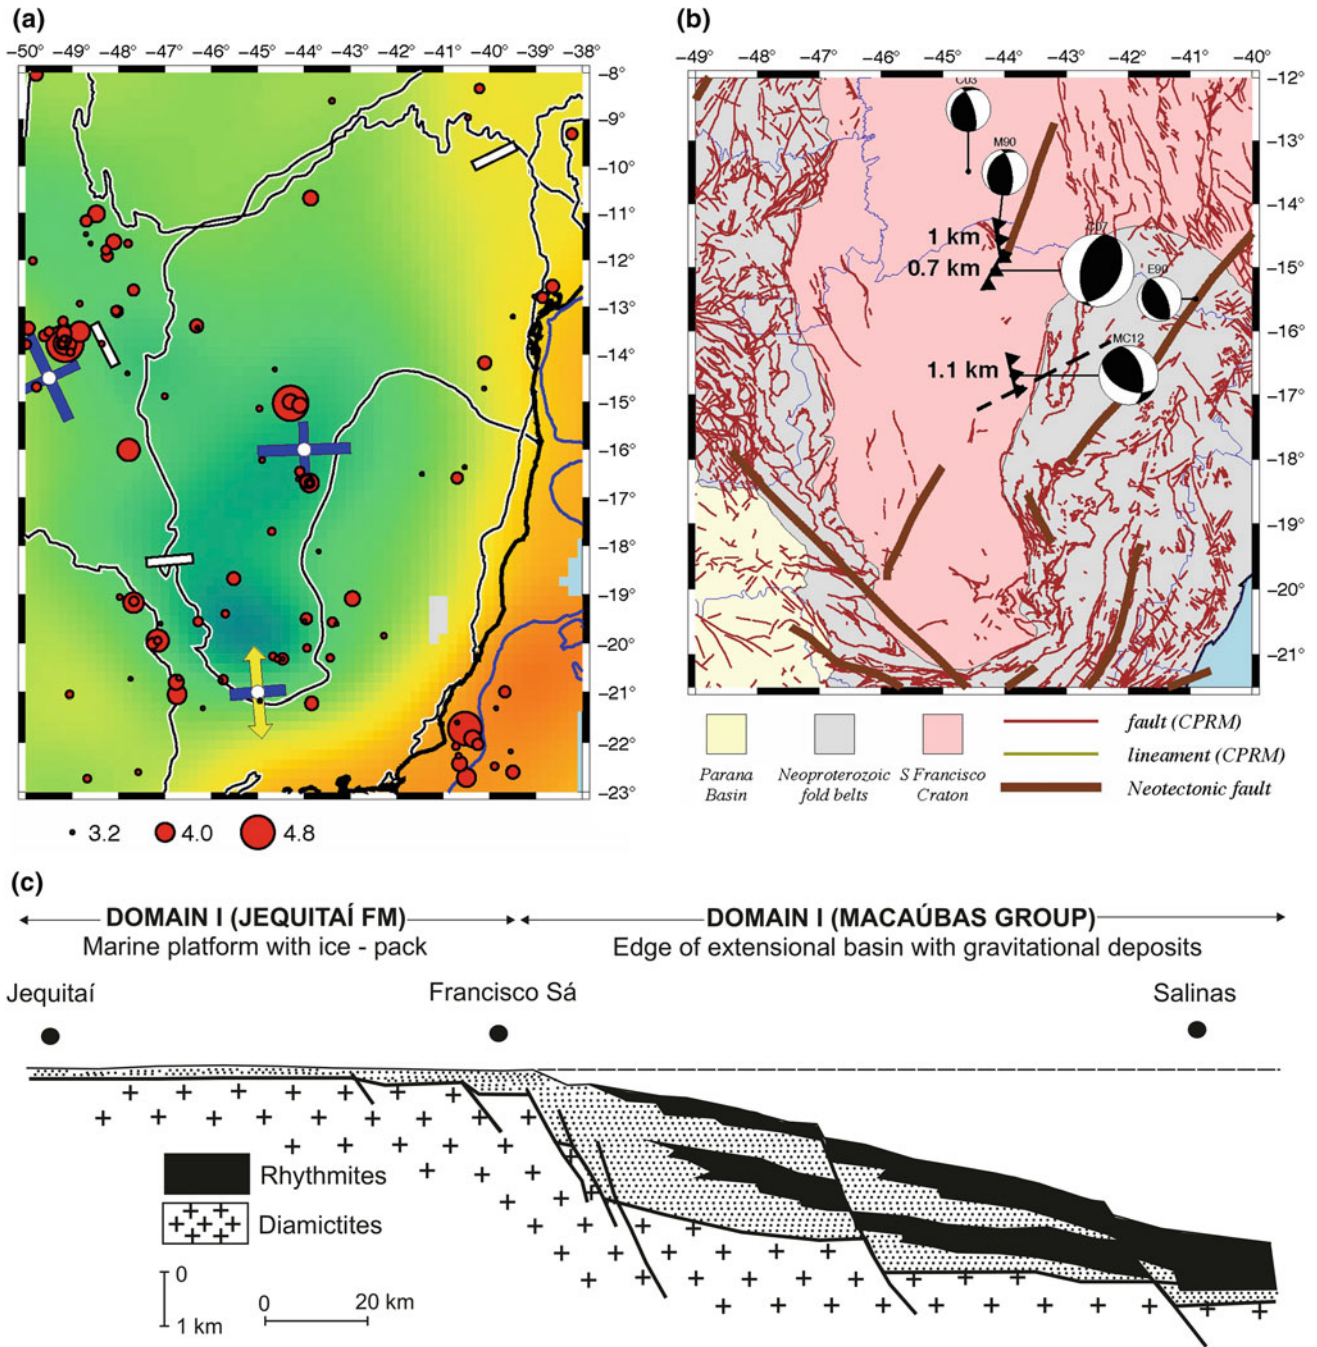 (a)
−50° −49° −48° −47° −46° −45° −44° −43° −42° −41° −40° −39° −38°
−8°
−9°
−10°
−11°
−12°
−13°
−14°
−15°
−16°
−17°
−18°
−19°
−20°
−21°
−22°
−23°
3.2 4.0 4.8
(b)
−49° −48° −47° −46° −45° −44° −43° −42° −41° −40°
−12°
−13°
−14°
−15°
−16°
−17°
−18°
−19°
−20°
−21°
C03
M90
1 km
C07
0.7 km
E90
MC12
1.1 km
Parana
Basin
Neoproterozoic
fold belts
S Francisco
Craton
fault (CPRM)
lineament (CPRM)
Neotectonic fault
(c)
DOMAIN I (JEQUITAÍ FM) DOMAIN I (MACAÚBAS GROUP)
Marine platform with ice - pack Edge of extensional basin with gravitational deposits
Jequitaí Francisco Sá Salinas
Rhythmites
Diamictites
0
1 km
0 20 km